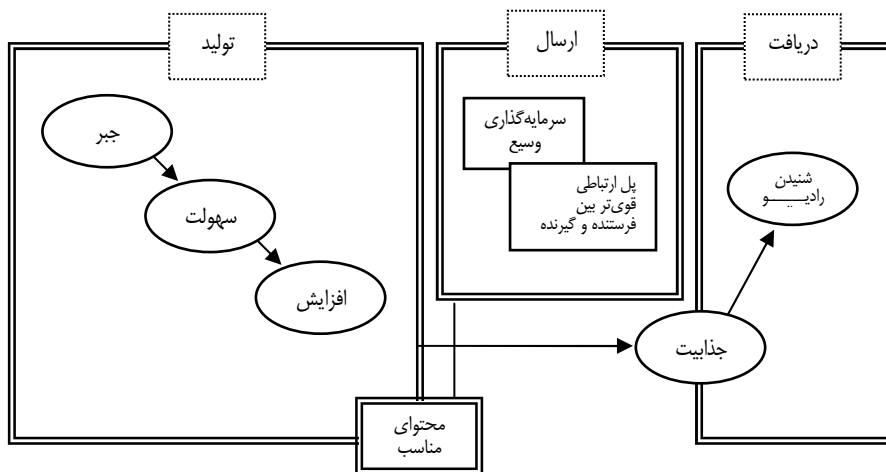 تولید
ارسال
دریافت
جبر
سهولت
افزایش
سرمایه‌گذاری
وسیع
پل ارتباطی
قوی‌تر بین
فرستنده و گیرنده
شنیدن
رادیـــــو
جذابیت
محتوای
مناسب